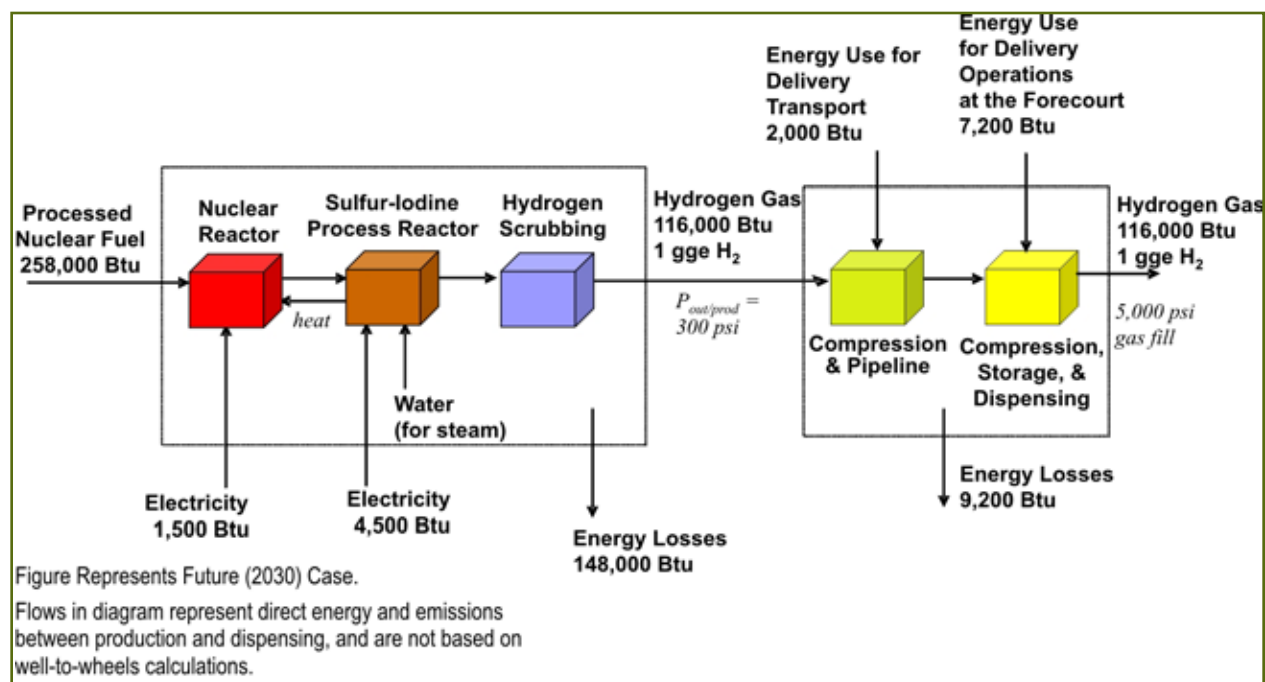 Energy Use for
Delivery
Transport
2,000 Btu
Energy Use
for Delivery
Operations
at the Forecourt
7,200 Btu
Processed
Nuclear Fuel
258,000 Btu
Nuclear
Reactor
Sulfur-Iodine
Process Reactor
Hydrogen
Scrubbing
Hydrogen Gas
116,000 Btu
1 gge H₂
Hydrogen Gas
116,000 Btu
1 gge H₂
heat
P out/prod =
300 psi
5,000 psi
gas fill
Compression
& Pipeline
Compression,
Storage, &
Dispensing
Water
(for steam)
Electricity
1,500 Btu
Electricity
4,500 Btu
Energy Losses
148,000 Btu
Energy Losses
9,200 Btu
Figure Represents Future (2030) Case.
Flows in diagram represent direct energy and emissions
between production and dispensing, and are not based on
well-to-wheels calculations.